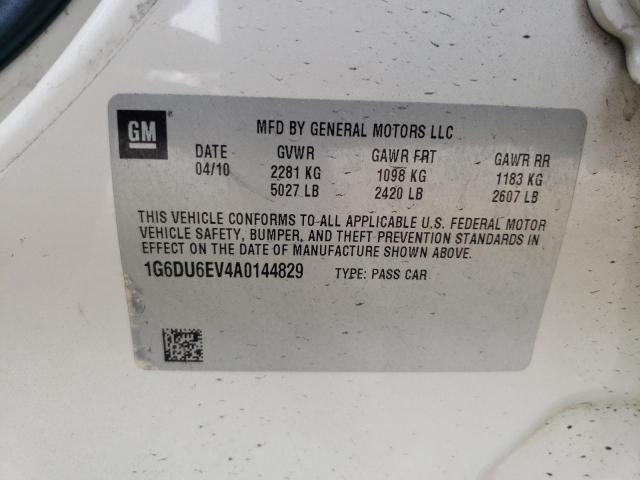 GM ®
MFD BY GENERAL MOTORS LLC
DATE GVWR GAWR FRT GAWR RR
04/10 2281 KG 1098 KG 1183 KG
5027 LB 2420 LB 2607 LB
THIS VEHICLE CONFORMS TO ALL APPLICABLE U.S. FEDERAL MOTOR
VEHICLE SAFETY, BUMPER, AND THEFT PREVENTION STANDARDS IN
EFFECT ON THE DATE OF MANUFACTURE SHOWN ABOVE.
1G6DU6EV4A0144829 TYPE: PASS CAR